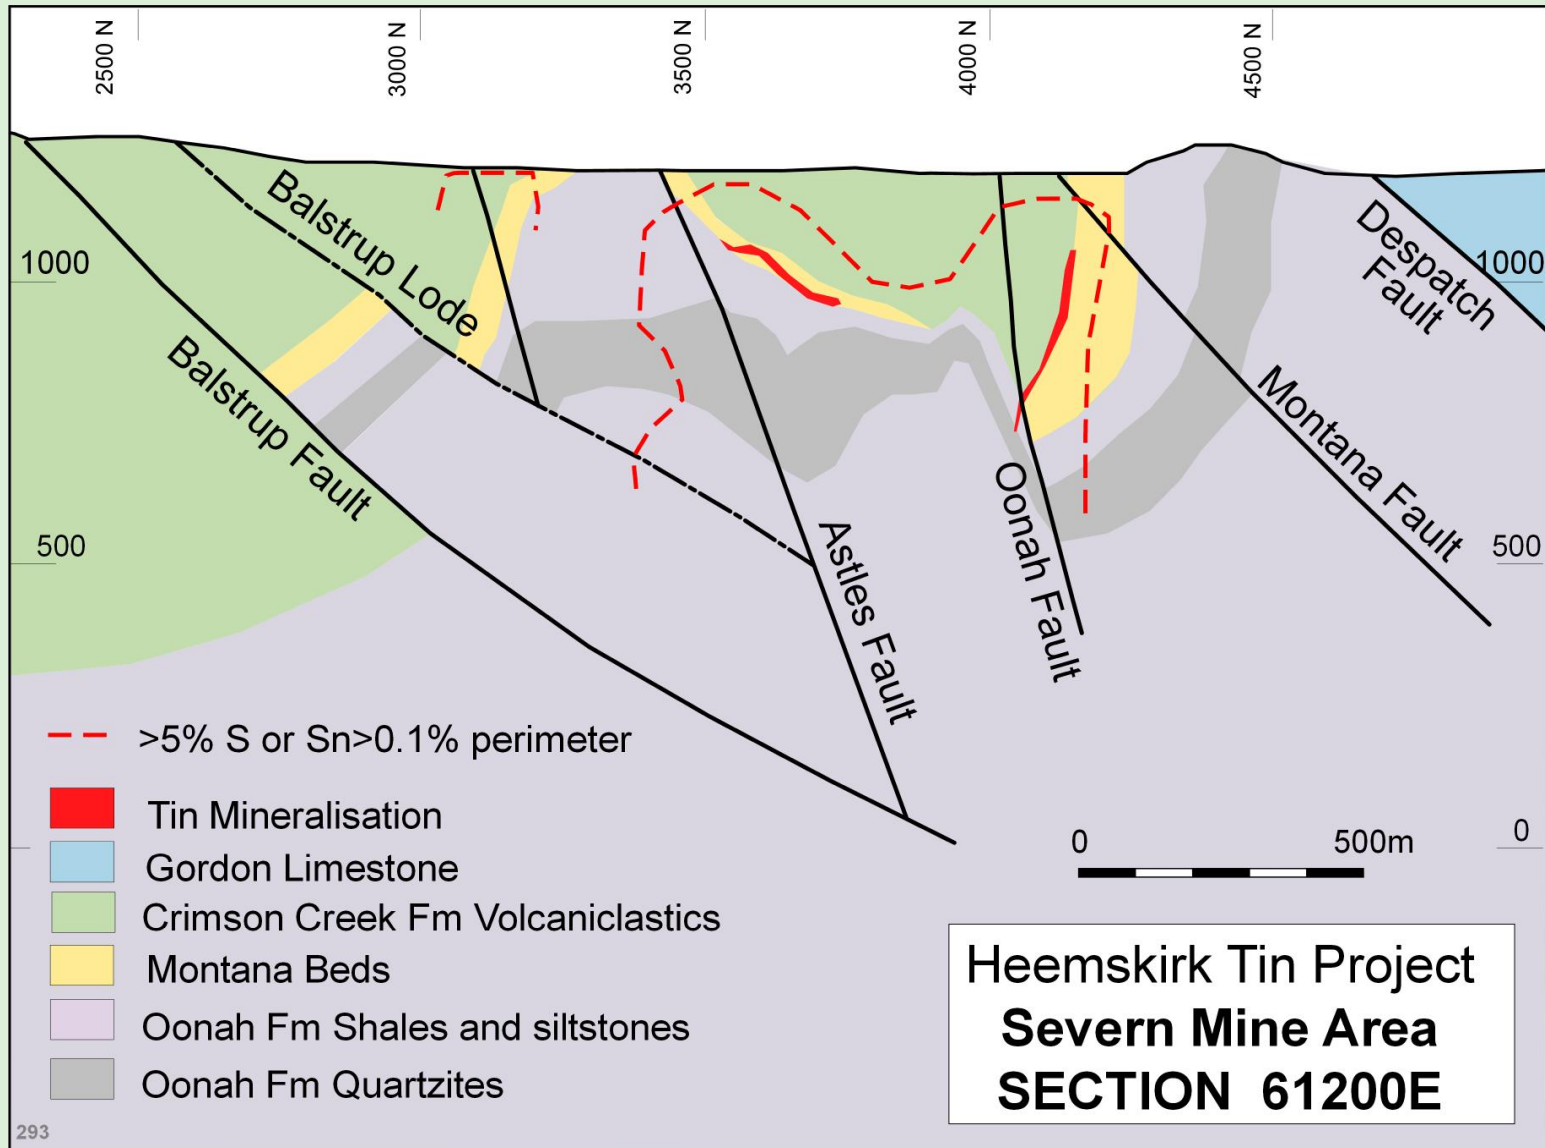 2500 N
3000 N
3500 N
4000 N
4500 N
1000
1000
500
500
0
Balstrup Lode
Balstrup Fault
Astles Fault
Oonah Fault
Montana Fault
Despatch
Fault
>5% S or Sn>0.1% perimeter
Tin Mineralisation
Gordon Limestone
Crimson Creek Fm Volcaniclastics
Montana Beds
Oonah Fm Shales and siltstones
Oonah Fm Quartzites
0 500m
Heemskirk Tin Project
Severn Mine Area
SECTION 61200E
293